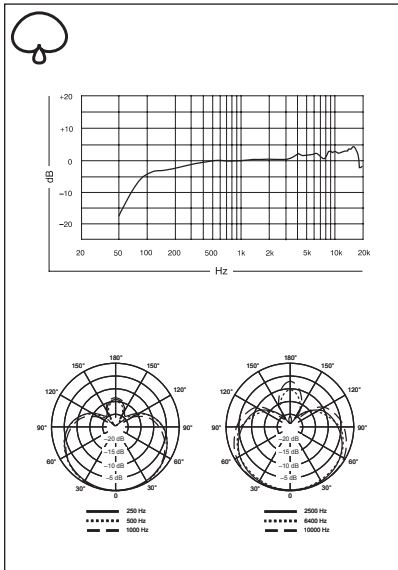 +20
+10
0
−10
−20
dB
20 50 100 200 500 1k 2k 5k 10k 20k
Hz
180°
150° 150°
120° 120°
90° 90°
60° 60°
30° 30°
0
−20 dB
−15 dB
−10 dB
−5 dB
250 Hz
500 Hz
1000 Hz
180°
150° 150°
120° 120°
90° 90°
60° 60°
30° 30°
0
−20 dB
−15 dB
−10 dB
−5 dB
2500 Hz
6400 Hz
10000 Hz